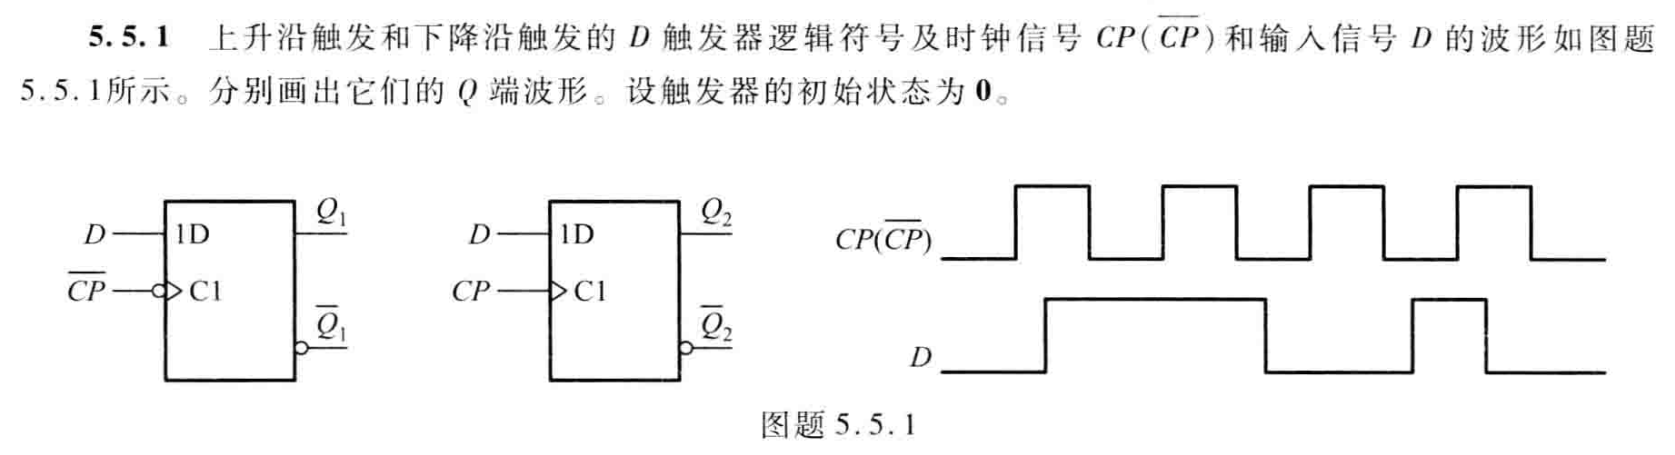 5.5.1 上升沿触发和下降沿触发的 D 触发器逻辑符号及时钟信号 CP(\overline{CP})和输入信号 D 的波形如图题
5.5.1所示。分别画出它们的 Q 端波形。设触发器的初始状态为 0。
D 1D Q₁
\overline{CP} C1
\overline{Q}₁
D 1D Q₂
CP C1
\overline{Q}₂
CP(\overline{CP})
D
图题 5.5.1